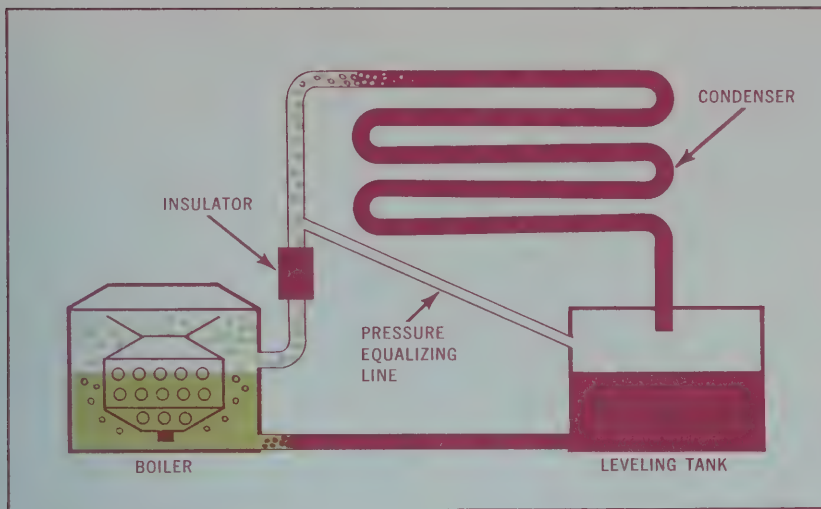 CONDENSER
INSULATOR
PRESSURE
EQUALIZING
LINE
BOILER
LEVELING TANK